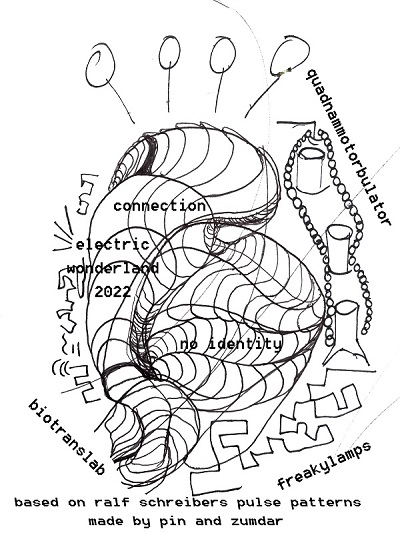 quadnammotorbulator
connection
electric
wonderland
2022
no identity
biotranslab
freakylamps
based on ralf schreibers pulse patterns
made by pin and zumdar